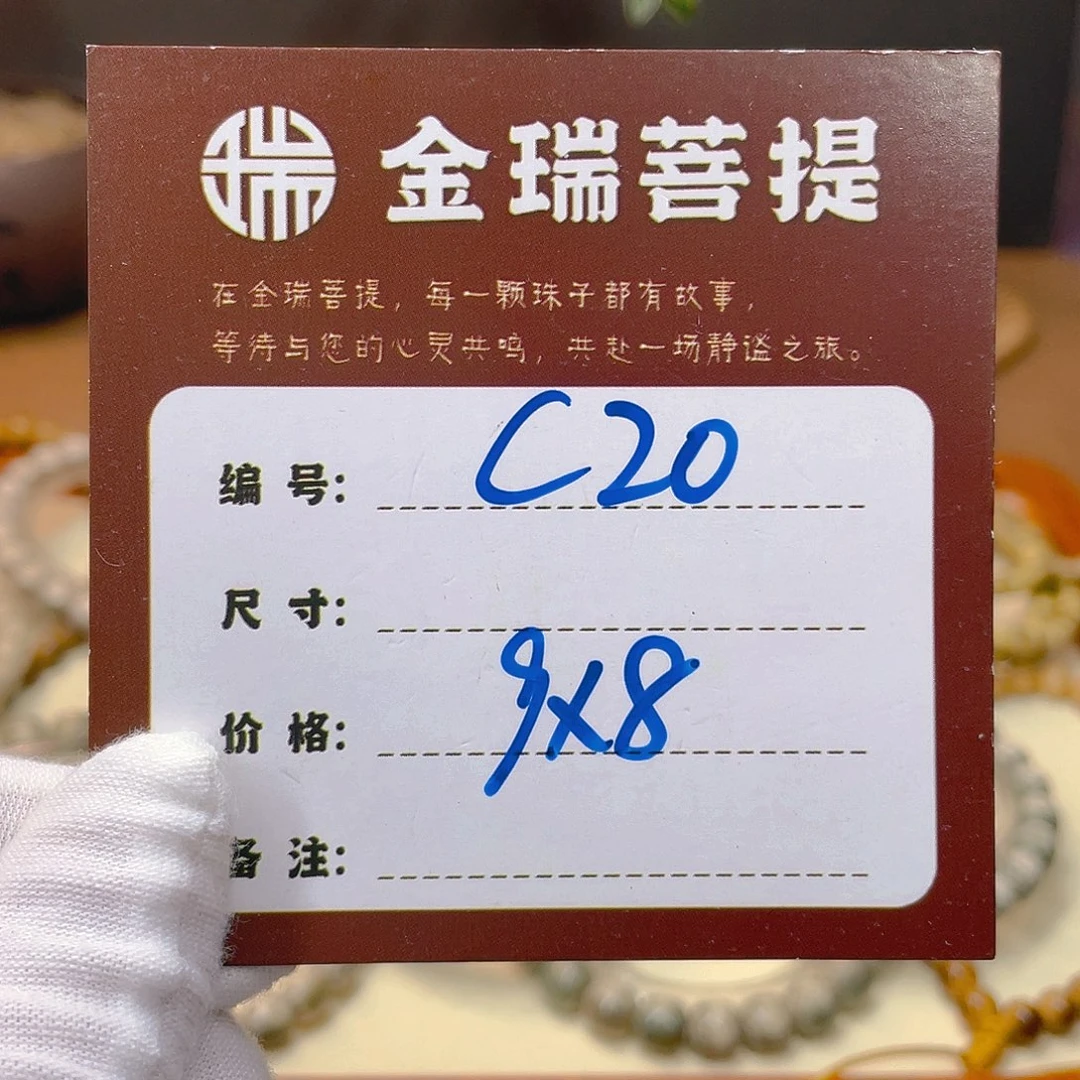 瑞 金瑞菩提
在金瑞菩提，每一颗珠子都有故事，
等待与您的心灵共鸣，共赴一场静谧之旅。
编 号： C20
尺 寸：
价 格： 9x8
备 注：